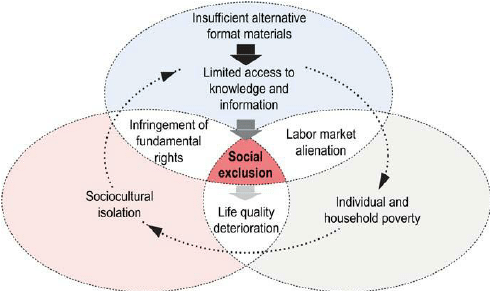 Insufficient alternative
format materials
Limited access to
knowledge and
information
Infringement of
fundamental
rights
Labor market
alienation
Social
exclusion
Sociocultural
isolation
Life quality
deterioration
Individual and
household poverty